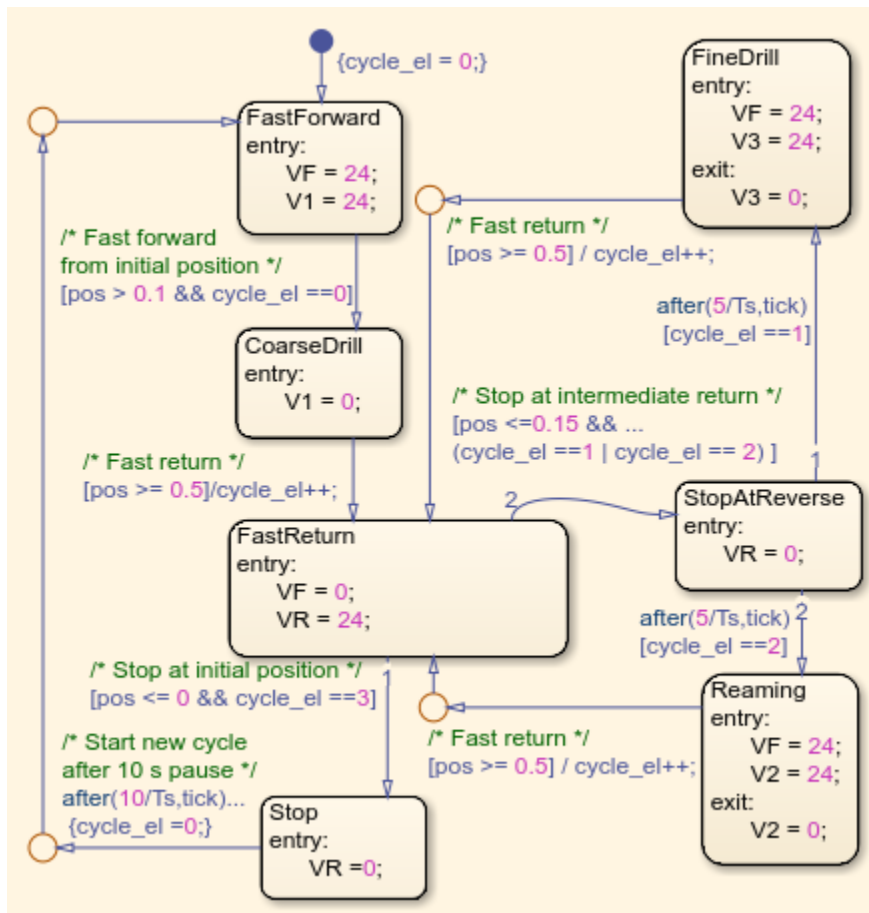 {cycle_el = 0;}
FastForward
entry:
VF = 24;
V1 = 24;
/* Fast forward
from initial position */
[pos > 0.1 && cycle_el ==0]
CoarseDrill
entry:
V1 = 0;
/* Fast return */
[pos >= 0.5]/cycle_el++;
FastReturn
entry:
VF = 0;
VR = 24;
/* Stop at initial position */
[pos <= 0 && cycle_el ==3]
1
/* Start new cycle
after 10 s pause */
after(10/Ts,tick)...
{cycle_el =0;}
Stop
entry:
VR =0;
FineDrill
entry:
VF = 24;
V3 = 24;
exit:
V3 = 0;
/* Fast return */
[pos >= 0.5] / cycle_el++;
after(5/Ts,tick)
[cycle_el ==1]
/* Stop at intermediate return */
[pos <=0.15 && ...
(cycle_el ==1 | cycle_el == 2) ]
1
2
StopAtReverse
entry:
VR = 0;
2
after(5/Ts,tick)
[cycle_el ==2]
Reaming
entry:
VF = 24;
V2 = 24;
exit:
V2 = 0;
/* Fast return */
[pos >= 0.5] / cycle_el++;